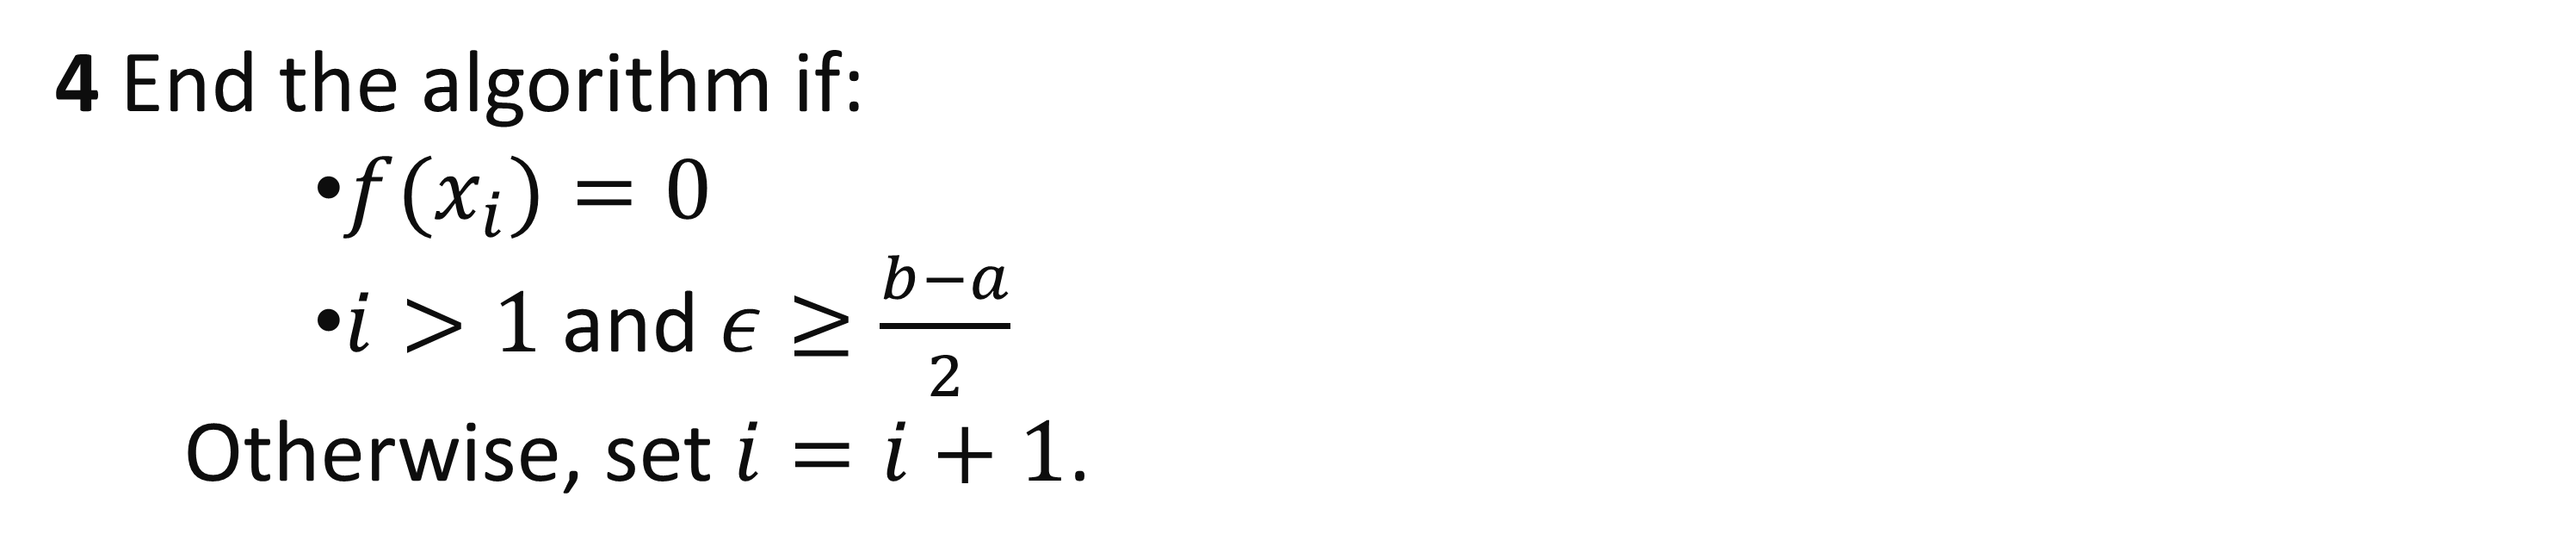 4 End the algorithm if:
•f(xᵢ) = 0
•i > 1 and ϵ ≥ (b−a)/2
Otherwise, set i = i + 1.